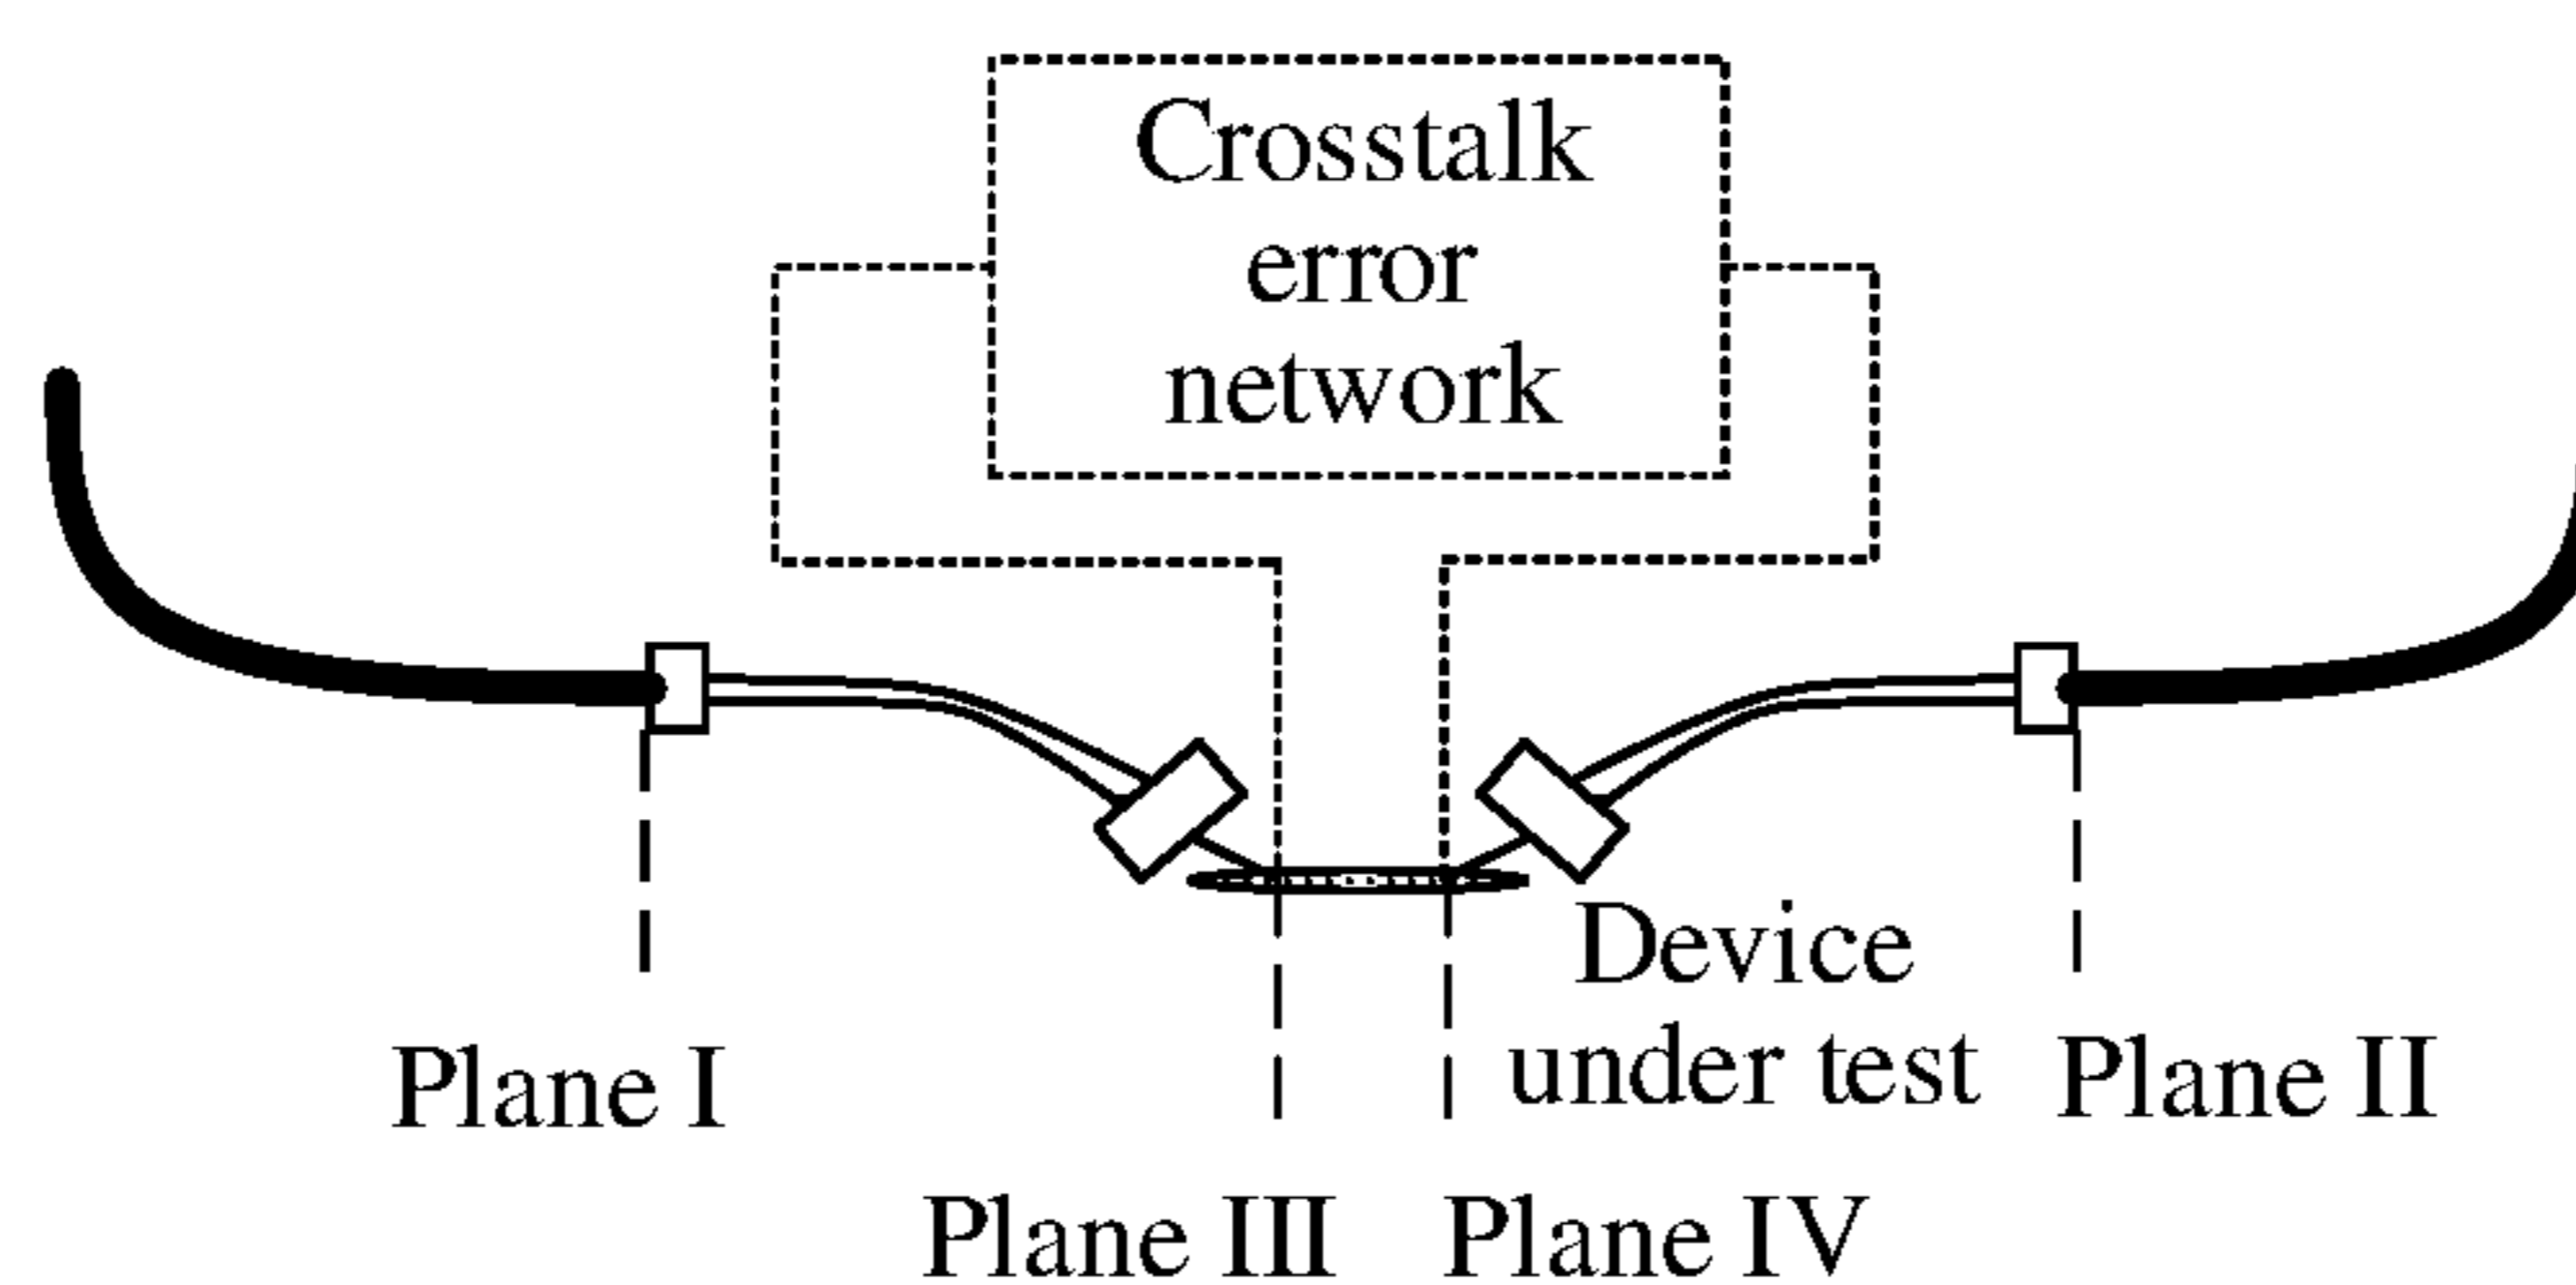 Crosstalk
error
network
Device
under test
Plane I
Plane II
Plane III
Plane IV